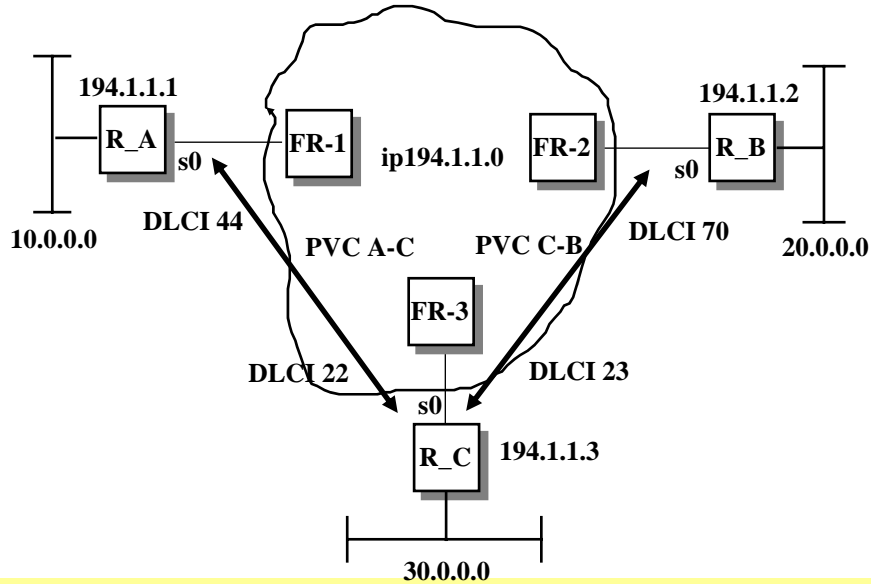 194.1.1.1
194.1.1.2
R_A
FR-1
ip194.1.1.0
FR-2
R_B
s0
s0
DLCI 44
DLCI 70
10.0.0.0
PVC A-C
PVC C-B
20.0.0.0
FR-3
DLCI 22
DLCI 23
s0
R_C
194.1.1.3
30.0.0.0